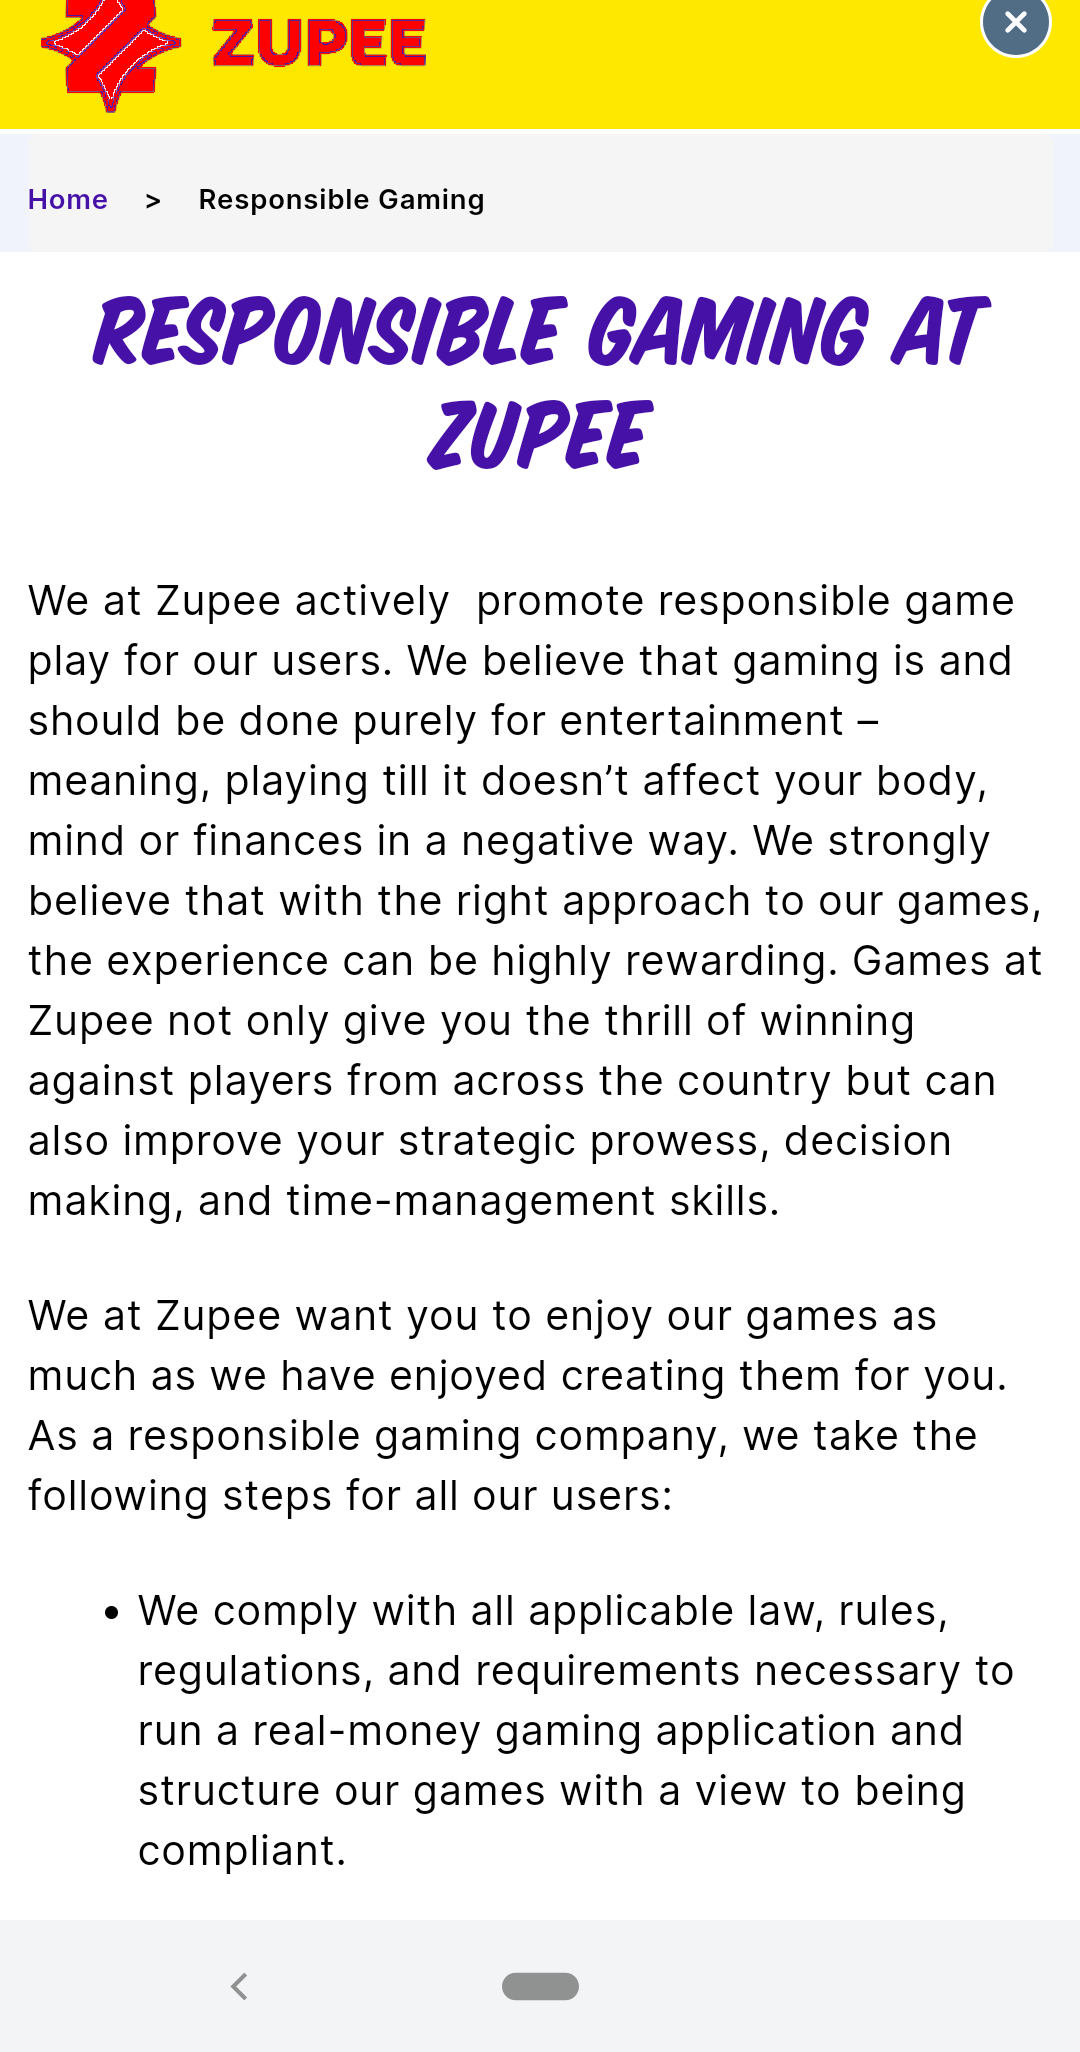 ZUPEE
Home > Responsible Gaming
RESPONSIBLE GAMING AT
ZUPEE
We at Zupee actively  promote responsible game
play for our users. We believe that gaming is and
should be done purely for entertainment –
meaning, playing till it doesn’t affect your body,
mind or finances in a negative way. We strongly
believe that with the right approach to our games,
the experience can be highly rewarding. Games at
Zupee not only give you the thrill of winning
against players from across the country but can
also improve your strategic prowess, decision
making, and time-management skills.
We at Zupee want you to enjoy our games as
much as we have enjoyed creating them for you.
As a responsible gaming company, we take the
following steps for all our users:
• We comply with all applicable law, rules,
regulations, and requirements necessary to
run a real-money gaming application and
structure our games with a view to being
compliant.